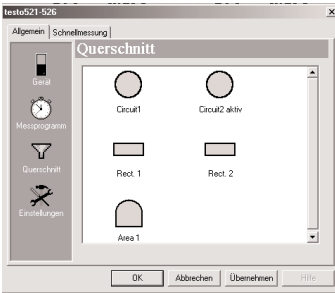 testo521-526
Allgemein
Schnellmessung
Querschnitt
Gerät
Messprogramm
Querschnitt
Einstellungen
Circuit1
Circuit2 aktiv
Rect. 1
Rect. 2
Area 1
OK
Abbrechen
Übernehmen
Hilfe